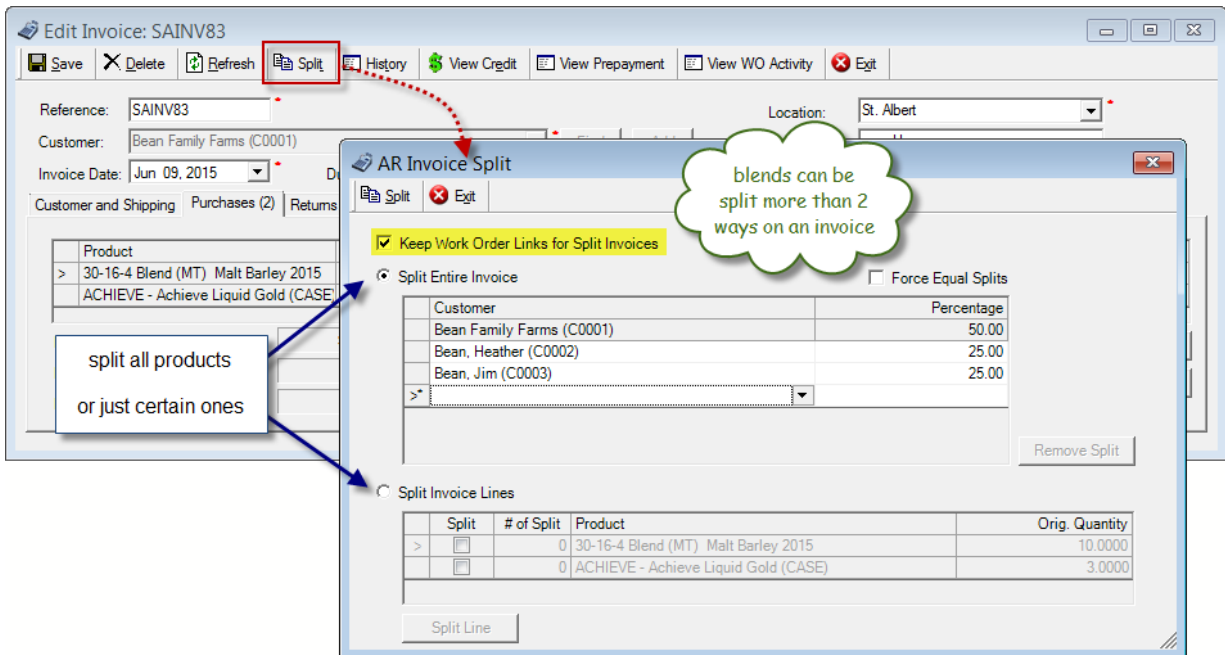 Edit Invoice: SAINV83
Save Delete Refresh Split History View Credit View Prepayment View WO Activity Exit
Reference: SAINV83 * Location: St. Albert *
Customer: Bean Family Farms (C0001) *
Invoice Date: Jun 09, 2015 *
Customer and Shipping Purchases (2) Returns
Product
> 30-16-4 Blend (MT) Malt Barley 2015
ACHIEVE - Achieve Liquid Gold (CASE)
split all products
or just certain ones
AR Invoice Split
Split Exit
blends can be
split more than 2
ways on an invoice
Keep Work Order Links for Split Invoices
Split Entire Invoice Force Equal Splits
Customer Percentage
Bean Family Farms (C0001) 50.00
Bean, Heather (C0002) 25.00
Bean, Jim (C0003) 25.00
>*
Remove Split
Split Invoice Lines
Split # of Split Product Orig. Quantity
> 0 30-16-4 Blend (MT) Malt Barley 2015 10.0000
0 ACHIEVE - Achieve Liquid Gold (CASE) 3.0000
Split Line